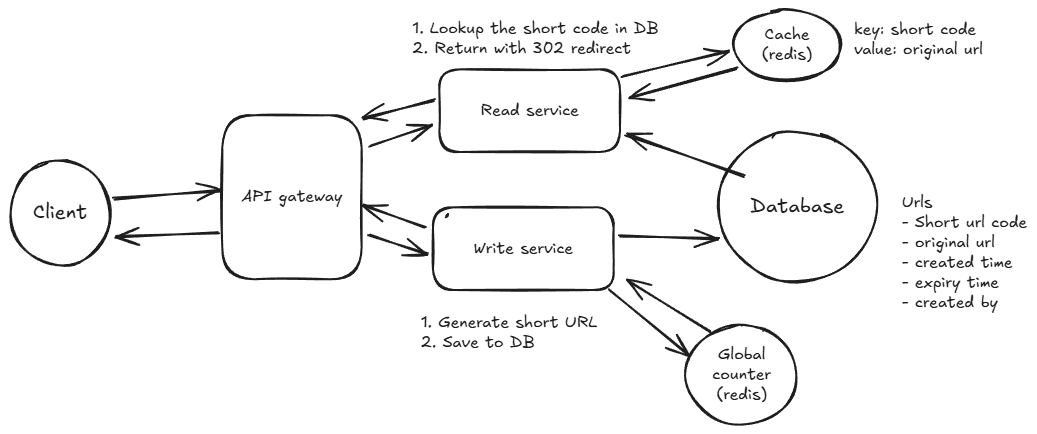 1. Lookup the short code in DB
2. Return with 302 redirect
Cache
(redis)
key: short code
value: original url
Read service
Client
API gateway
Write service
Database
Urls
- Short url code
- original url
- created time
- expiry time
- created by
1. Generate short URL
2. Save to DB
Global
counter
(redis)